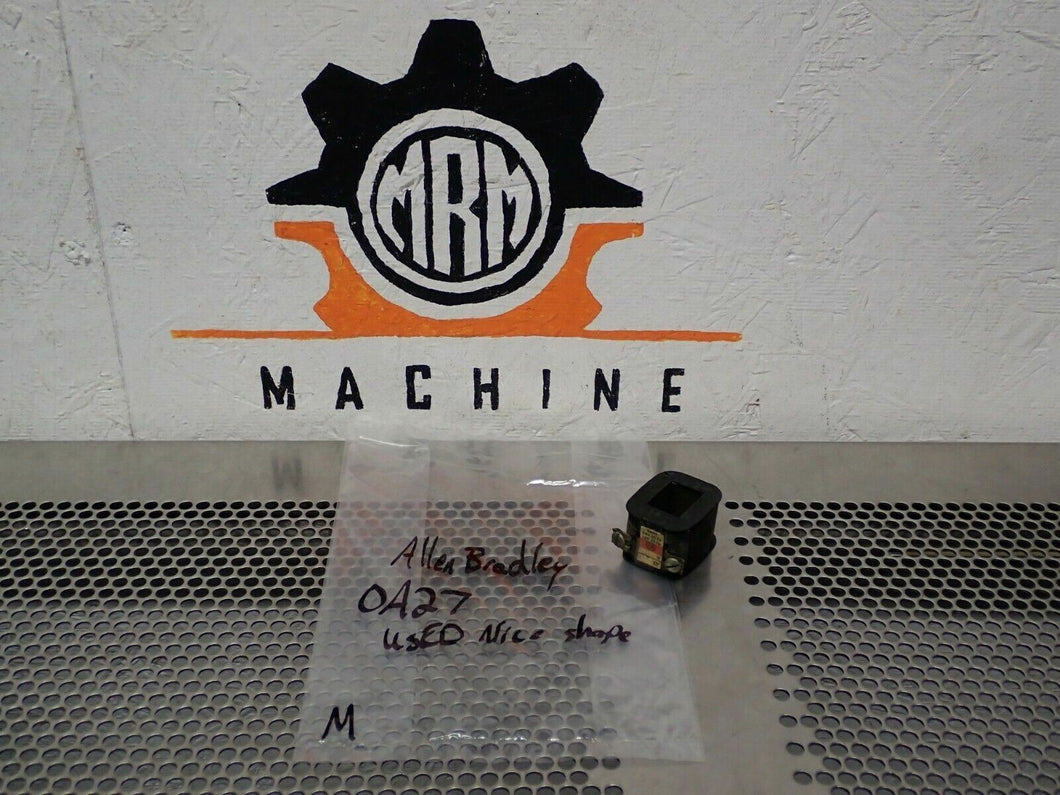 MRM
MACHINE
Allen Bradley
OA27
UsED Nice shape
M